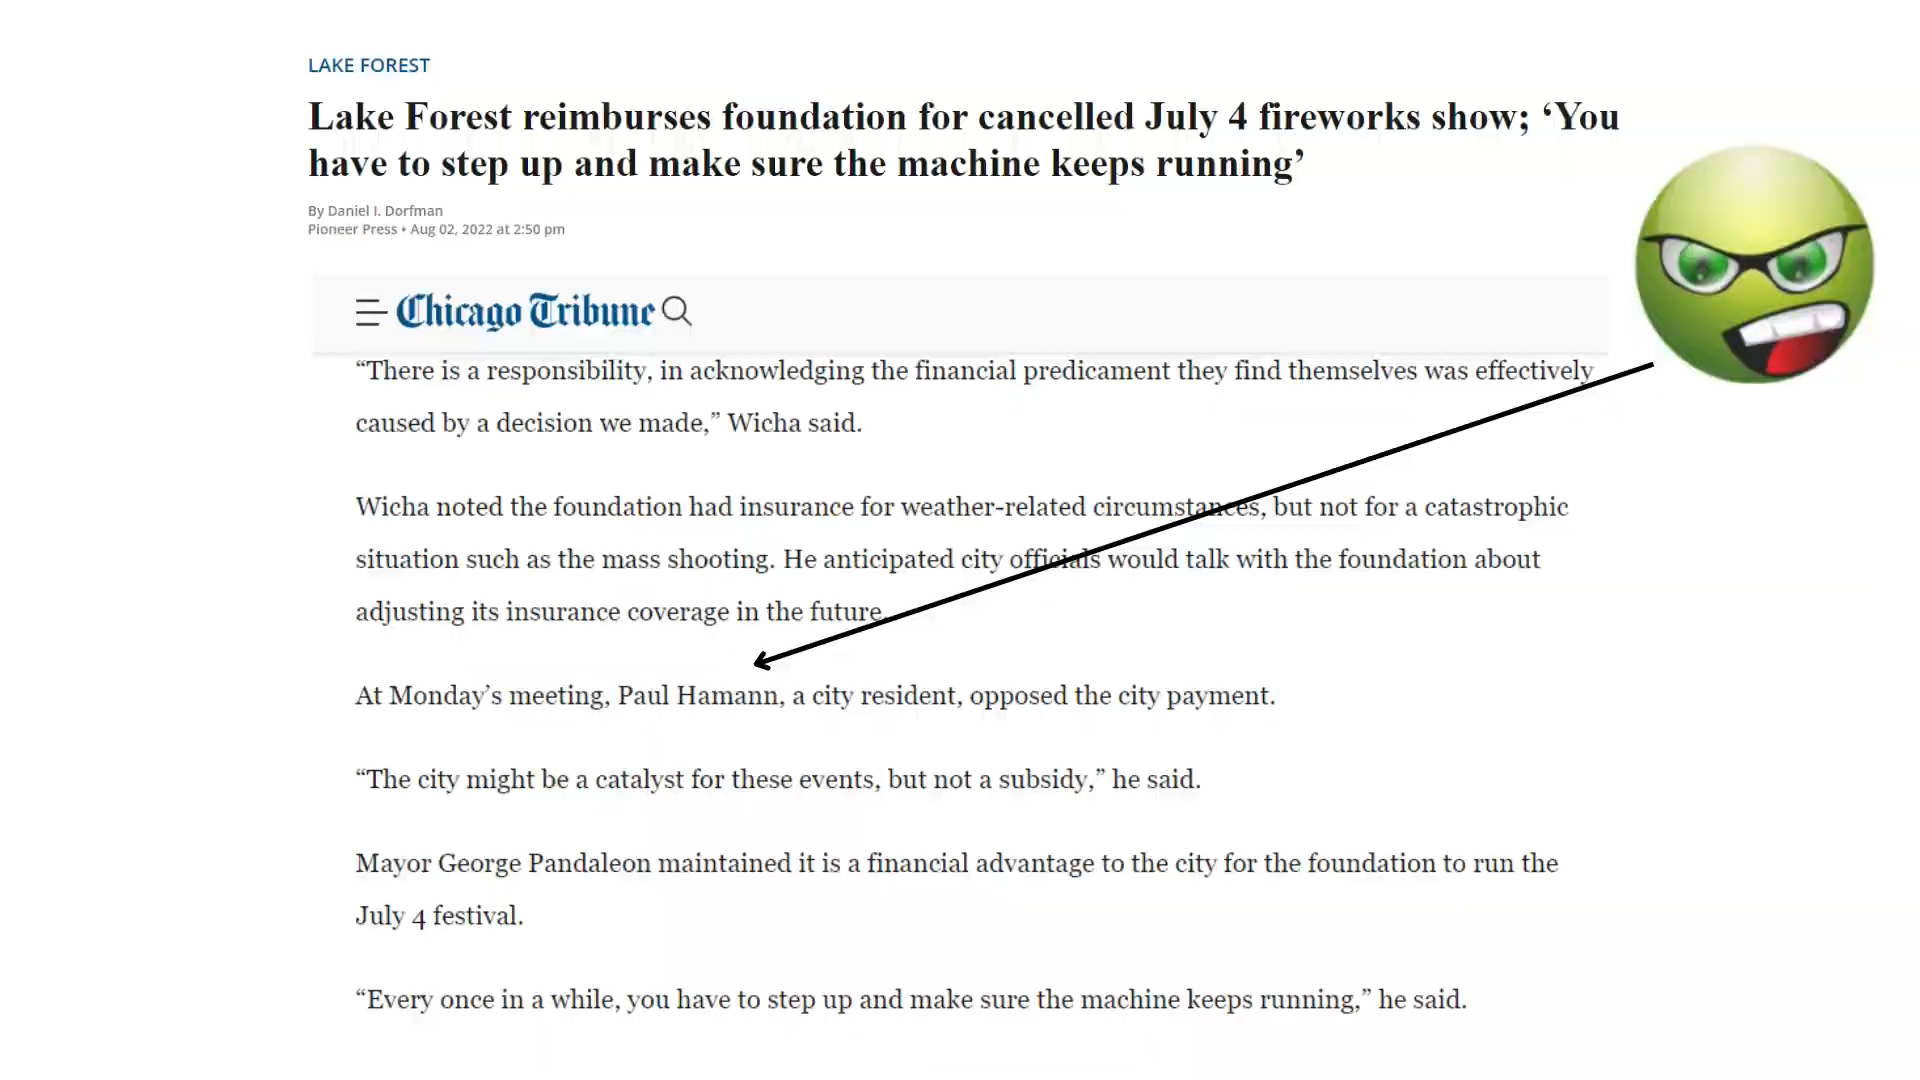 LAKE FOREST
Lake Forest reimburses foundation for cancelled July 4 fireworks show; ‘You
have to step up and make sure the machine keeps running’
By Daniel I. Dorfman
Pioneer Press • Aug 02, 2022 at 2:50 pm
Chicago Tribune
“There is a responsibility, in acknowledging the financial predicament they find themselves was effectively
caused by a decision we made,” Wicha said.
Wicha noted the foundation had insurance for weather-related circumstances, but not for a catastrophic
situation such as the mass shooting. He anticipated city officials would talk with the foundation about
adjusting its insurance coverage in the future.
At Monday’s meeting, Paul Hamann, a city resident, opposed the city payment.
“The city might be a catalyst for these events, but not a subsidy,” he said.
Mayor George Pandaleon maintained it is a financial advantage to the city for the foundation to run the
July 4 festival.
“Every once in a while, you have to step up and make sure the machine keeps running,” he said.